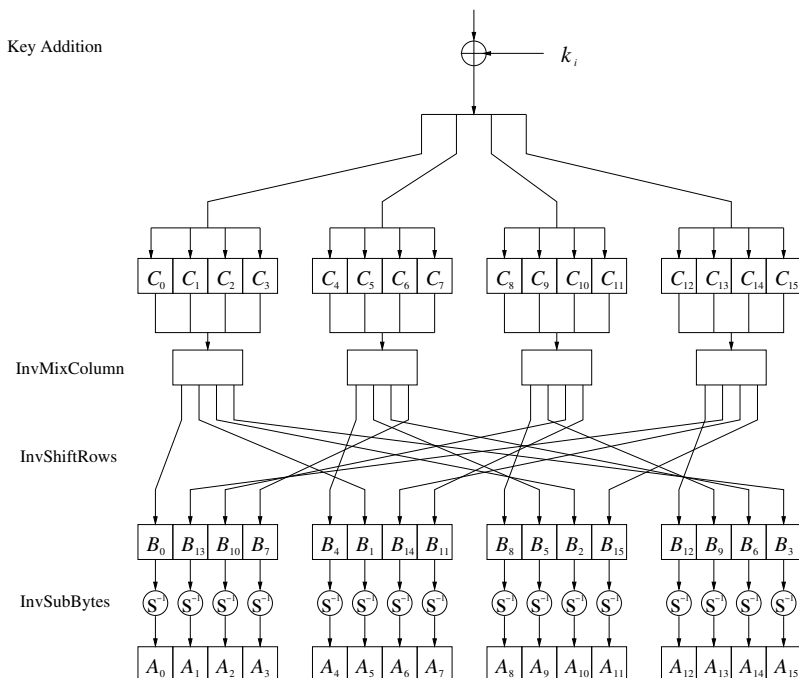 Key Addition
k_i
C_0 C_1 C_2 C_3 C_4 C_5 C_6 C_7 C_8 C_9 C_10 C_11 C_12 C_13 C_14 C_15
InvMixColumn
InvShiftRows
B_0 B_13 B_10 B_7 B_4 B_1 B_14 B_11 B_8 B_5 B_2 B_15 B_12 B_9 B_6 B_3
InvSubBytes S^-1 S^-1 S^-1 S^-1 S^-1 S^-1 S^-1 S^-1 S^-1 S^-1 S^-1 S^-1 S^-1 S^-1 S^-1 S^-1
A_0 A_1 A_2 A_3 A_4 A_5 A_6 A_7 A_8 A_9 A_10 A_11 A_12 A_13 A_14 A_15